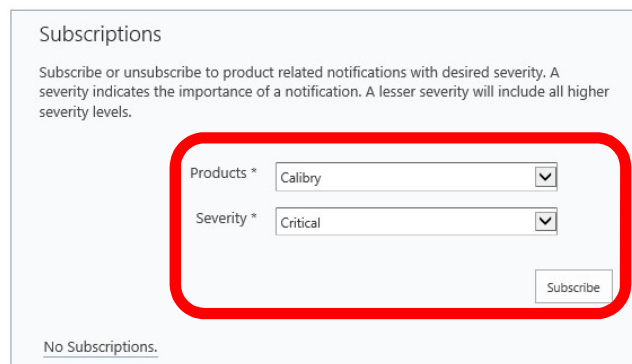 Subscriptions
Subscribe or unsubscribe to product related notifications with desired severity. A
severity indicates the importance of a notification. A lesser severity will include all higher
severity levels.
Products * Calibry
Severity * Critical
Subscribe
No Subscriptions.